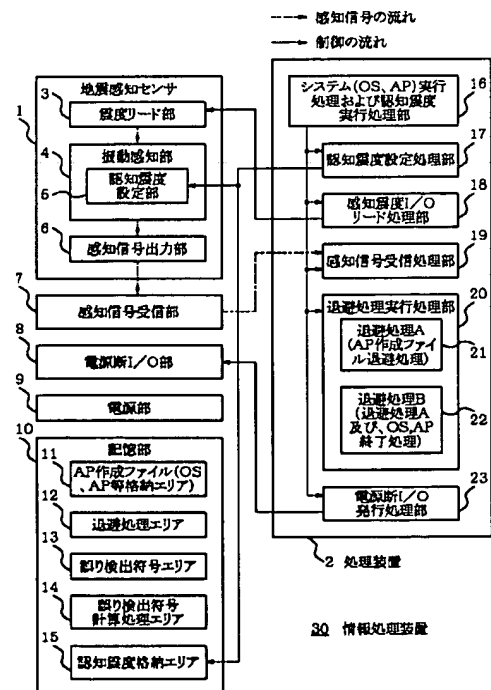 感知信号の流れ
制御の流れ
地震感知センサ
1
3
震度リード部
4
振動感知部
5
認知震度
設定部
6
感知信号出力部
7
感知信号受信部
8
電源断I/O部
9
電源部
10
記憶部
11
AP作成ファイル(OS
、AP等格納エリア)
12
退避処理エリア
13
誤り検出符号エリア
14
誤り検出符号
計算処理エリア
15
認知震度格納エリア
システム(OS、AP)実行
処理および認知震度
実行処理部
16
認知震度設定処理部
17
感知震度I/O
リード処理部
18
感知信号受信処理部
19
退避処理実行処理部
20
退避処理A
(AP作成ファ
イル退避処理)
21
退避処理B
(退避処理A
及び、OS,AP
終了処理)
22
電源断I/O
発行処理部
23
2 処理装置
30 情報処理装置